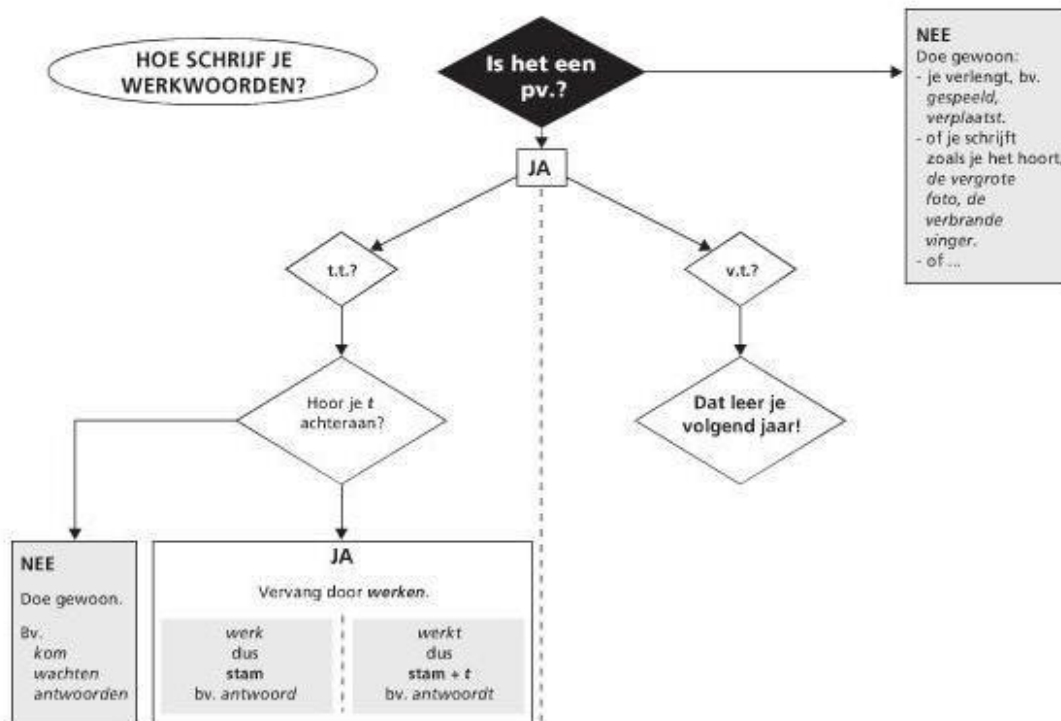 HOE SCHRIJF JE
WERKWOORDEN?
Is het een
pv.?
NEE
Doe gewoon:
- je verlengt, bv.
gespeeld,
verplaatst.
- of je schrijft
zoals je het hoort,
de vergrote
foto, de
verbrande
vinger.
- of ...
JA
t.t.?
v.t.?
Hoor je t
achteraan?
Dat leer je
volgend jaar!
NEE
Doe gewoon.
Bv.
kom
wachten
antwoorden
JA
Vervang door werken.
werk
dus
stam
bv. antwoord
werkt
dus
stam + t
bv. antwoordt